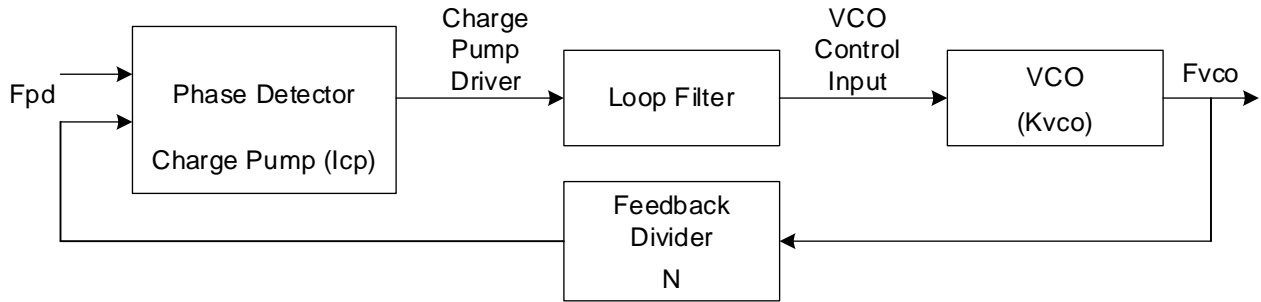 Fpd
Phase Detector
Charge Pump (Icp)
Charge
Pump
Driver
Loop Filter
VCO
Control
Input
VCO
(Kvco)
Fvco
Feedback
Divider
N